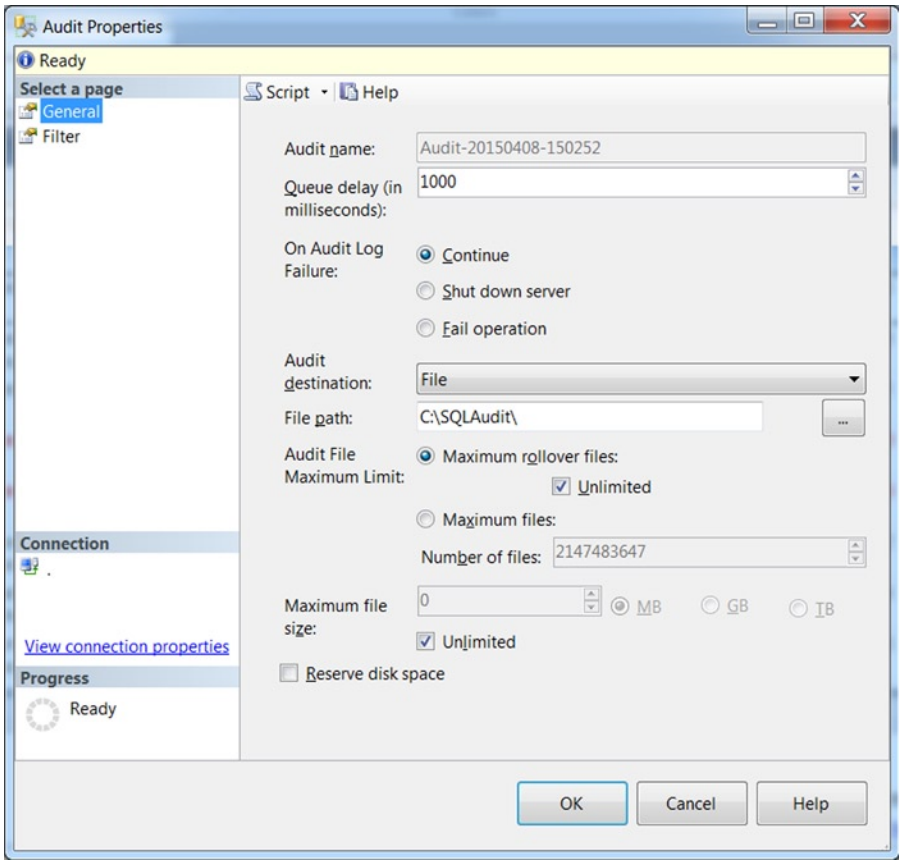 Audit Properties
Ready
Select a page
General
Filter
Script Help
Audit name: Audit-20150408-150252
Queue delay (in
milliseconds): 1000
On Audit Log
Failure:
Continue
Shut down server
Fail operation
Audit
destination: File
File path: C:\SQLAudit\
...
Audit File
Maximum Limit:
Maximum rollover files:
Unlimited
Maximum files:
Number of files: 2147483647
Maximum file
size:
0 MB GB TB
Unlimited
Reserve disk space
Connection
.
View connection properties
Progress
Ready
OK Cancel Help